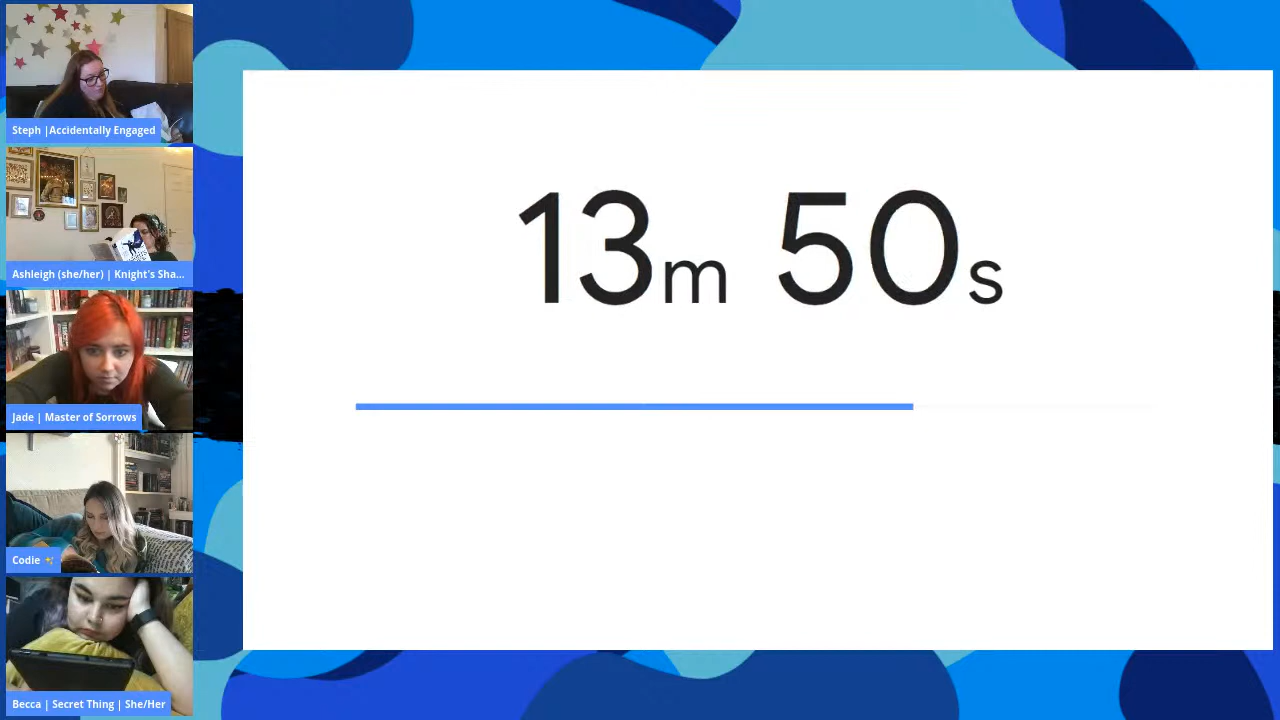 Steph |Accidentally Engaged
13m 50s
Ashleigh (she/her) | Knight's Sha...
Jade | Master of Sorrows
Codie ✨
Becca | Secret Thing | She/Her